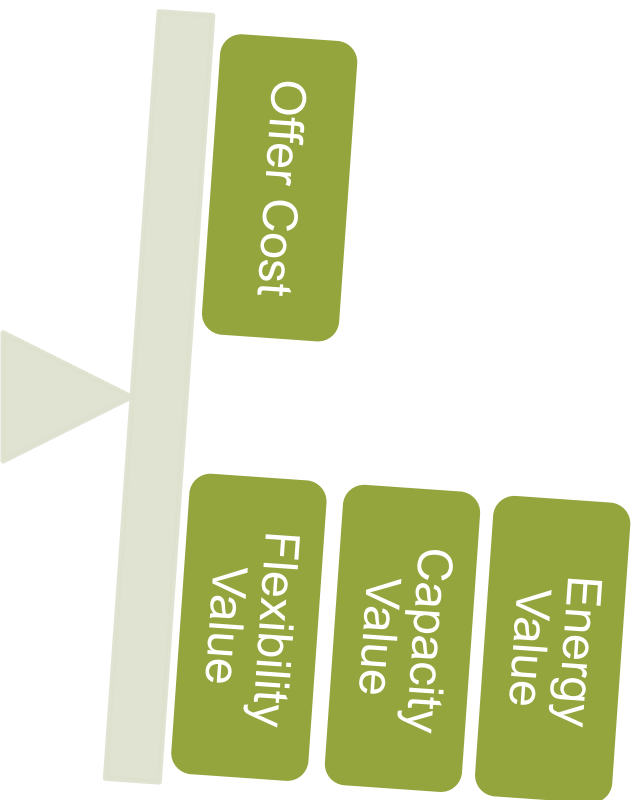 Offer Cost
Energy
Value
Capacity
Value
Flexibility
Value